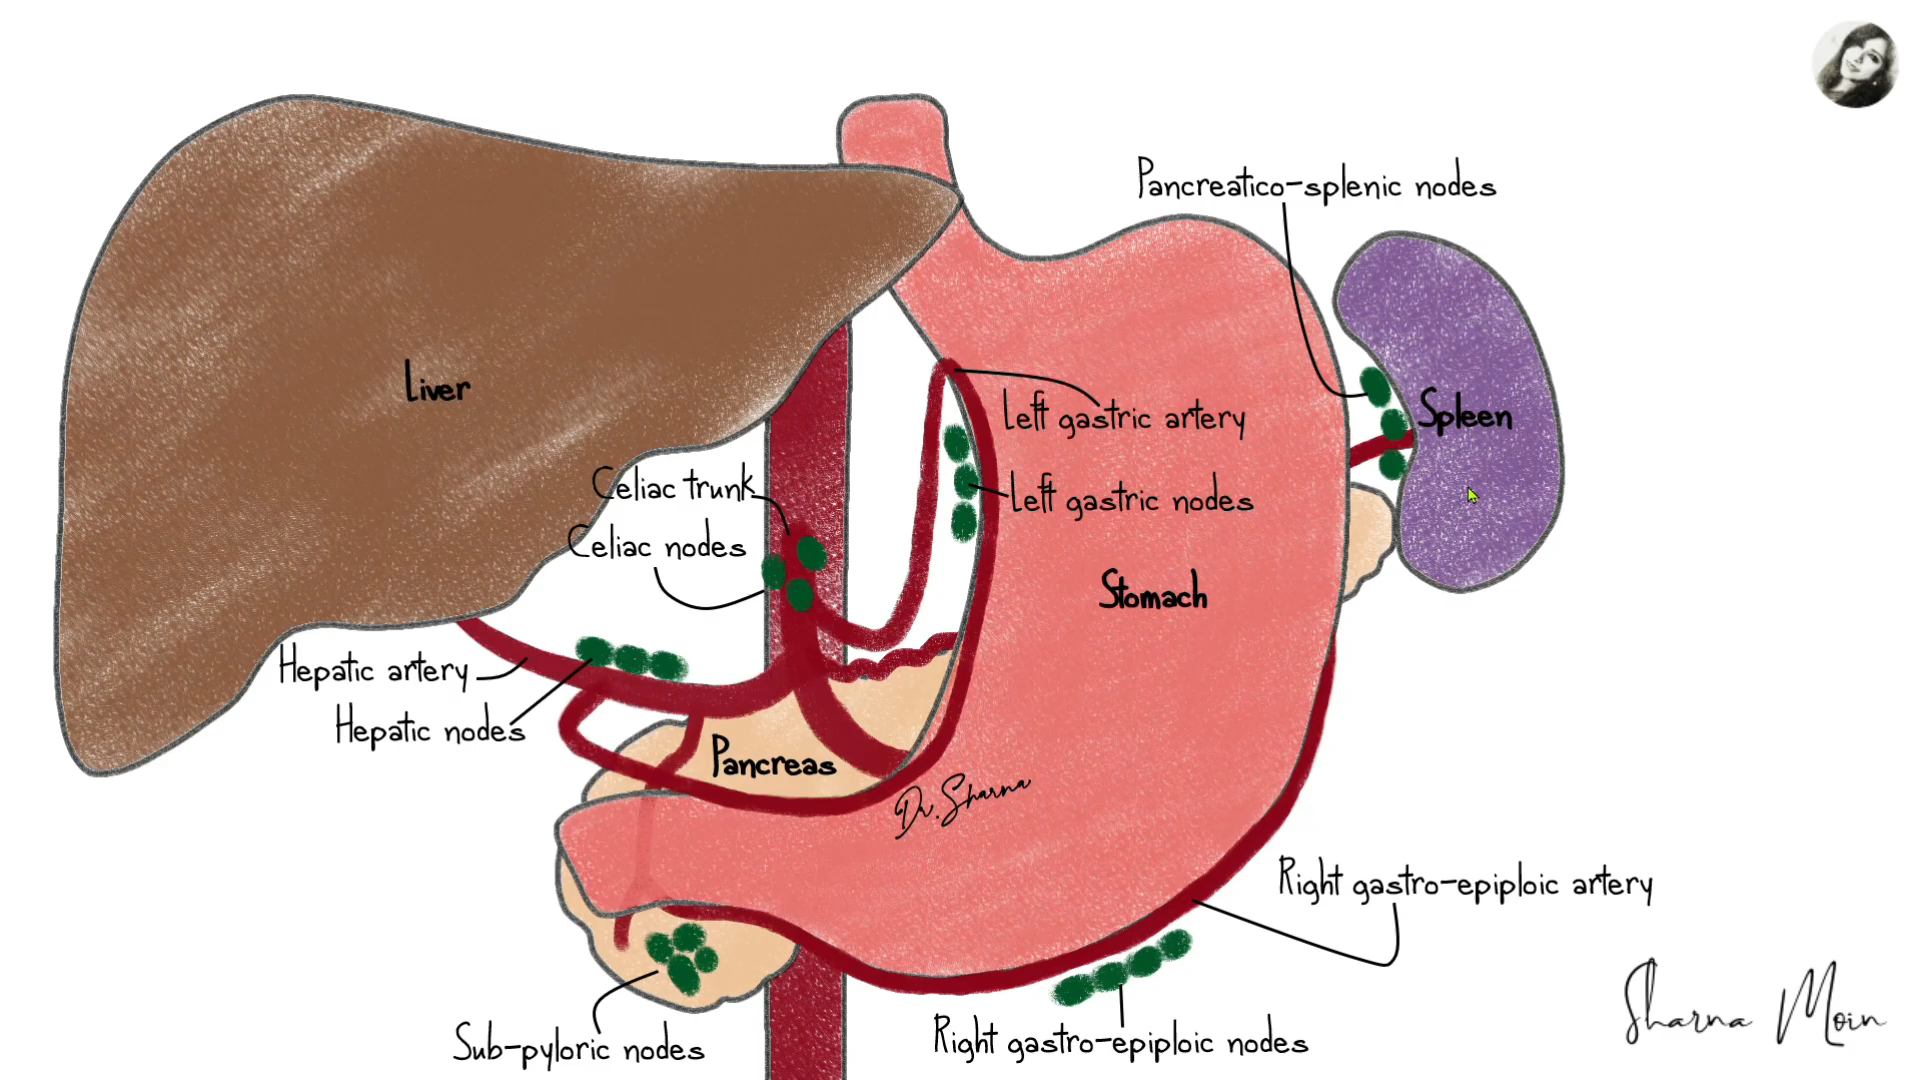 Pancreatico-splenic nodes
Liver
Left gastric artery
Spleen
Celiac trunk
Left gastric nodes
Celiac nodes
Stomach
Hepatic artery
Hepatic nodes
Pancreas
Dr. Sharna
Right gastro-epiploic artery
Sharna Moin
Sub-pyloric nodes
Right gastro-epiploic nodes